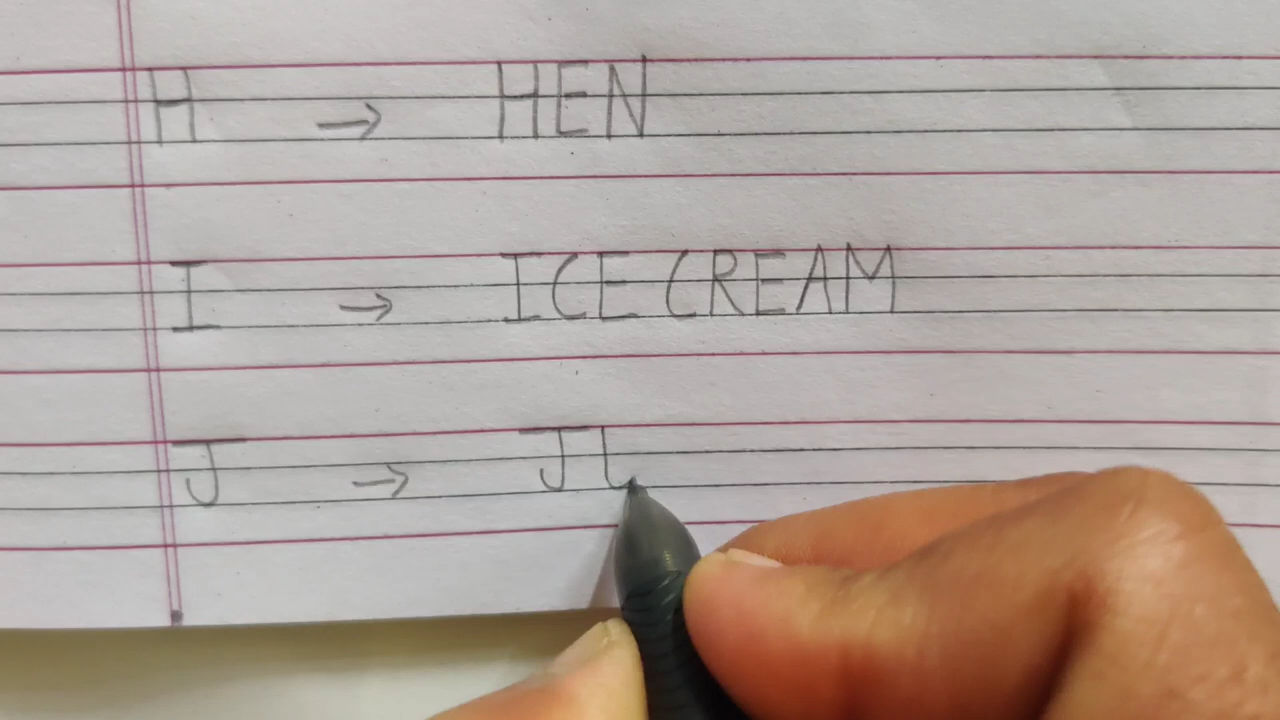 H → HEN
I → ICE CREAM
J → J